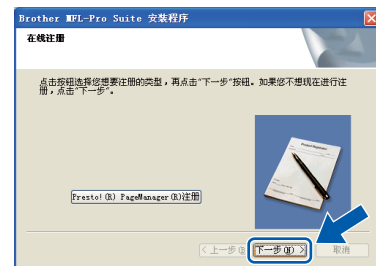 Brother MFL-Pro Suite 安装程序
在线注册
点击按钮选择您想要注册的类型，再点击“下一步”按钮。如果您不想现在进行注
册，点击“下一步”。
Presto! (R) PageManager (R)注册
Product Registration
<上一步(B) 下一步(N) > 取消